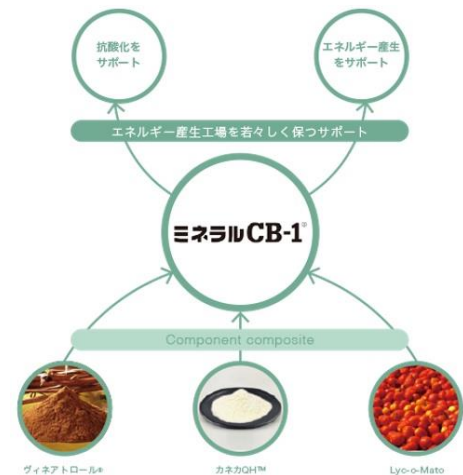 抗酸化を
サポート
エネルギー産生
をサポート
エネルギー産生工場を若々しく保つサポート
ミネラルCB-1®
Component composite
ヴィネアトロール®
カネカQH™
Lyc-o-Mato